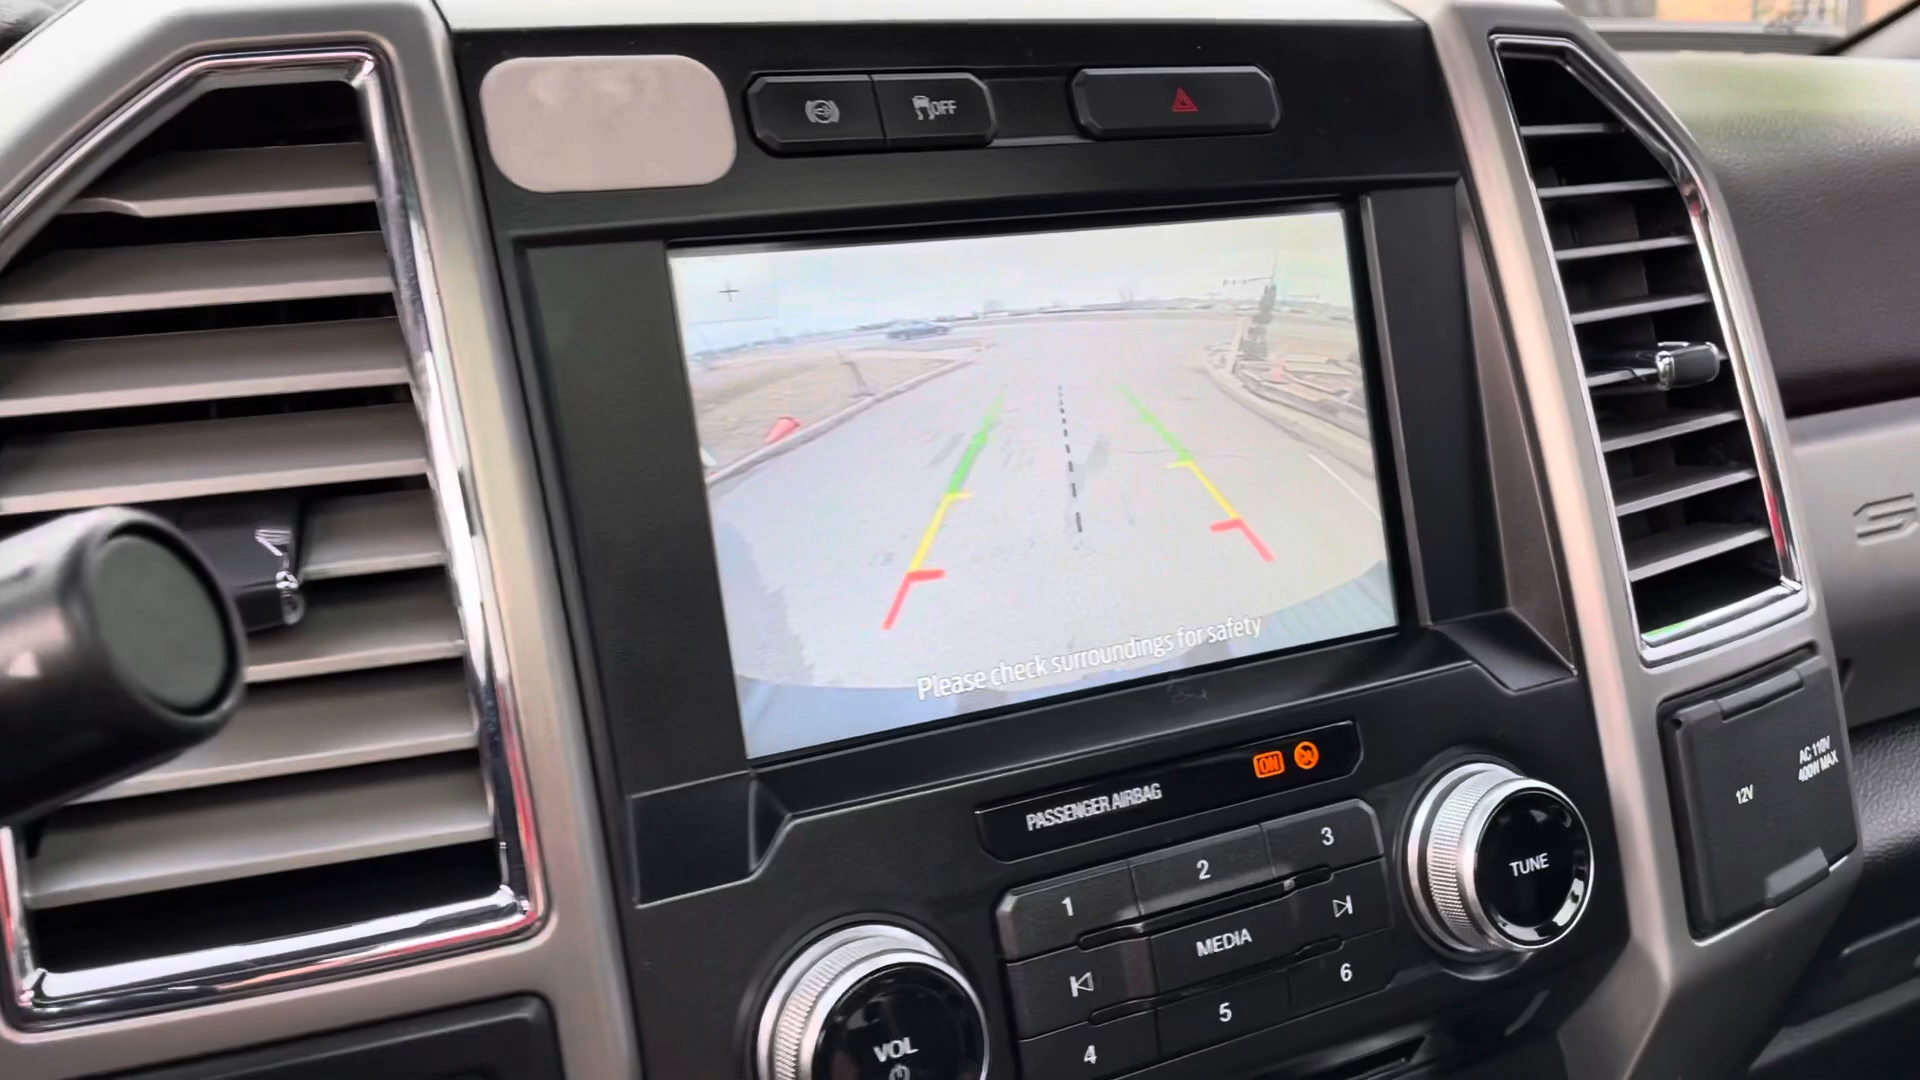 OFF
Please check surroundings for safety
PASSENGER AIRBAG
ON
1
2
3
MEDIA
4
5
6
VOL
TUNE
12V
AC 110V
400W MAX